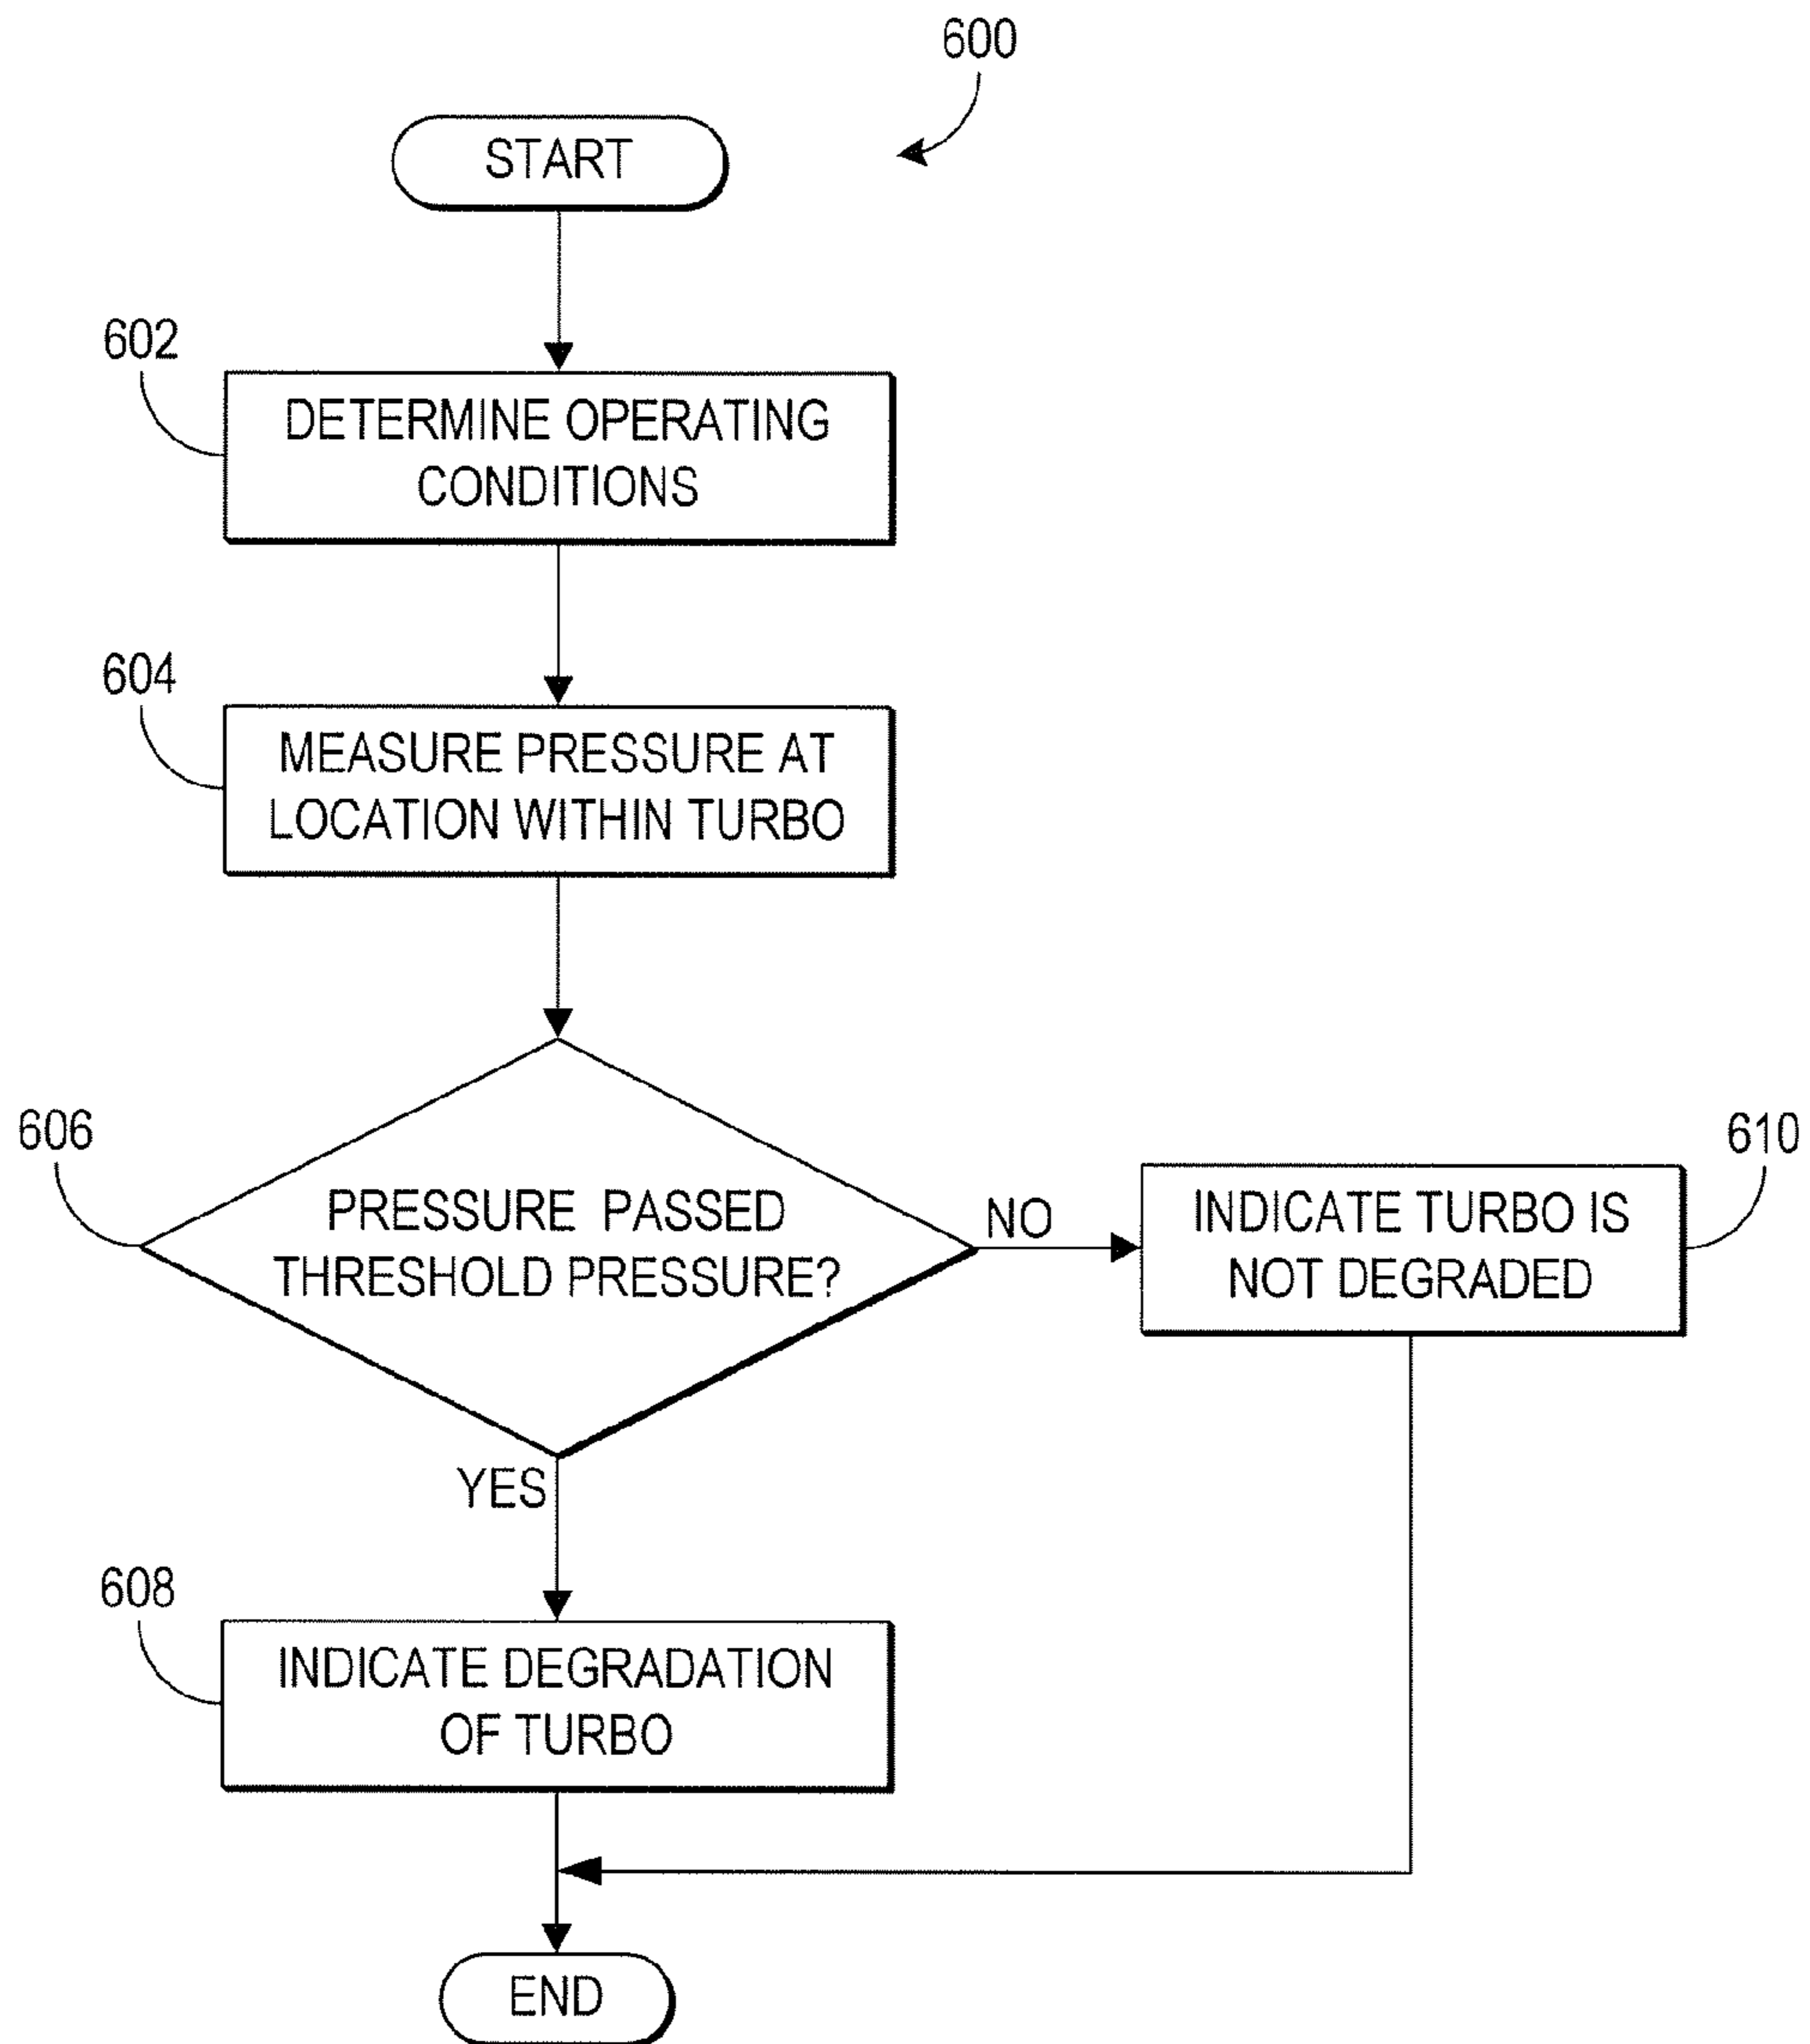 600
START
602
DETERMINE OPERATING
CONDITIONS
604
MEASURE PRESSURE AT
LOCATION WITHIN TURBO
606
PRESSURE PASSED
THRESHOLD PRESSURE?
NO
610
INDICATE TURBO IS
NOT DEGRADED
YES
608
INDICATE DEGRADATION
OF TURBO
END